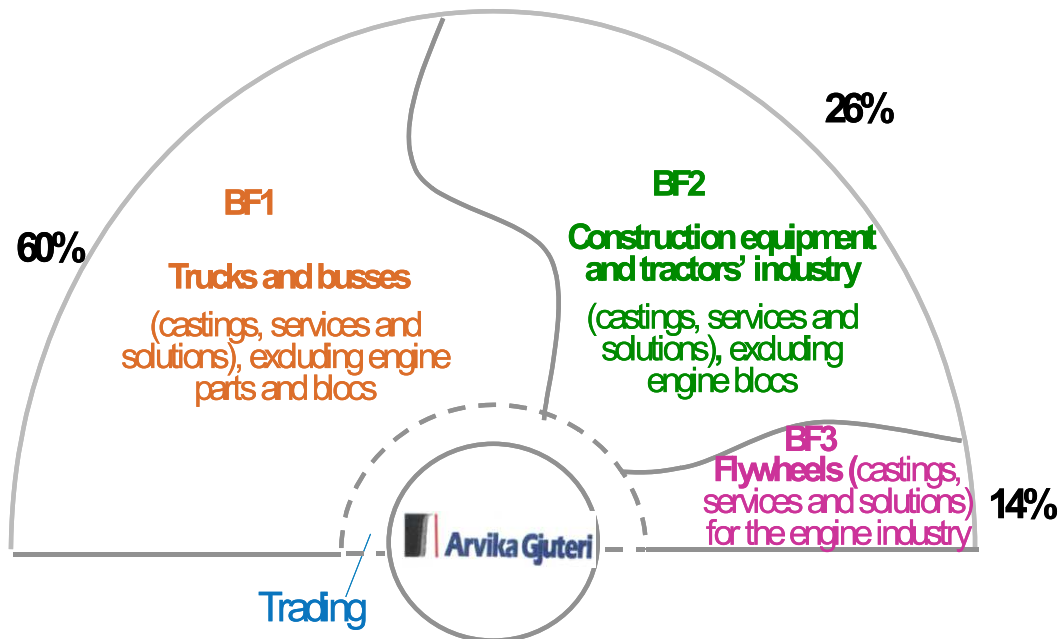 26%
BF1
BF2
60%
Construction equipment
and tractors' industry
Trucks and busses
(castings, services and
solutions), excluding engine
parts and blocs
(castings, services and
solutions), excluding
engine blocs
BF3
Flywheels (castings,
services and solutions)
for the engine industry
14%
Arvika Gjuteri
Trading